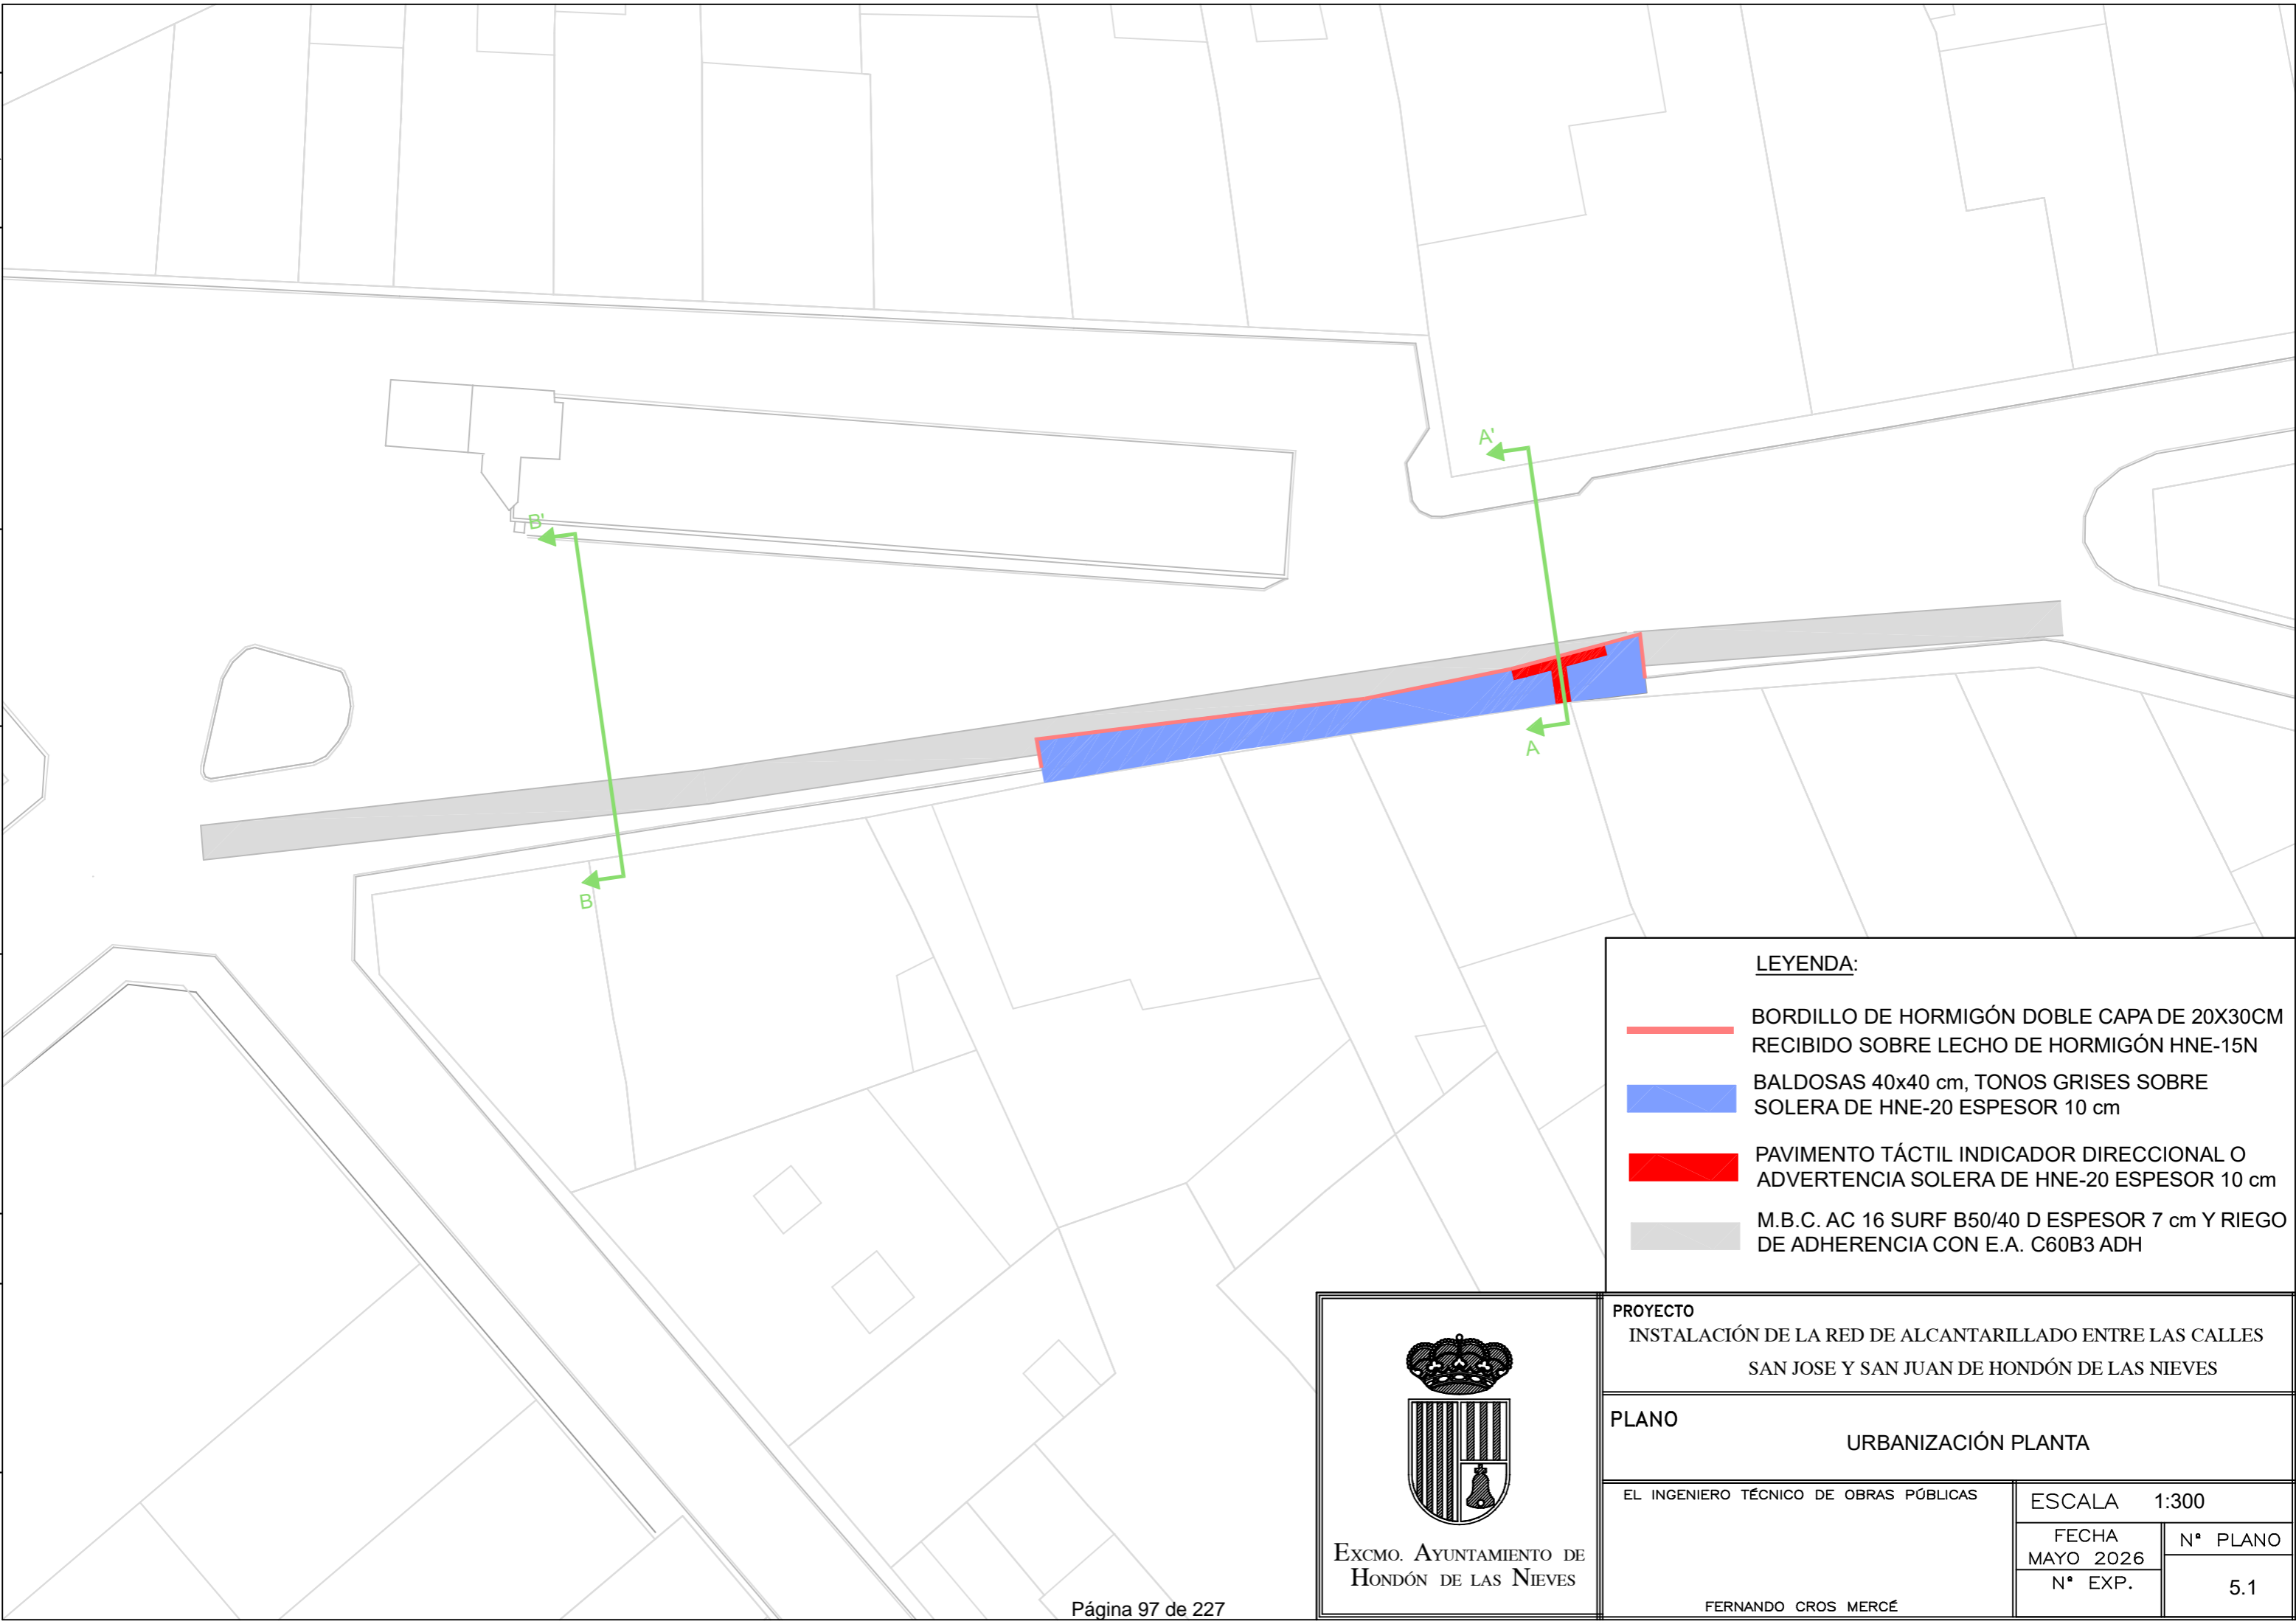 A'
B'
A
B
LEYENDA:
BORDILLO DE HORMIGÓN DOBLE CAPA DE 20X30CM
RECIBIDO SOBRE LECHO DE HORMIGÓN HNE-15N
BALDOSAS 40x40 cm, TONOS GRISES SOBRE
SOLERA DE HNE-20 ESPESOR 10 cm
PAVIMENTO TÁCTIL INDICADOR DIRECCIONAL O
ADVERTENCIA SOLERA DE HNE-20 ESPESOR 10 cm
M.B.C. AC 16 SURF B50/40 D ESPESOR 7 cm Y RIEGO
DE ADHERENCIA CON E.A. C60B3 ADH
PROYECTO
INSTALACIÓN DE LA RED DE ALCANTARILLADO ENTRE LAS CALLES
SAN JOSE Y SAN JUAN DE HONDÓN DE LAS NIEVES
PLANO
URBANIZACIÓN PLANTA
EL INGENIERO TÉCNICO DE OBRAS PÚBLICAS
FERNANDO CROS MERCÉ
ESCALA 1:300
FECHA
MAYO 2026
Nª EXP.
Nª PLANO
5.1
EXCMO. AYUNTAMIENTO DE
HONDÓN DE LAS NIEVES
Página 97 de 227